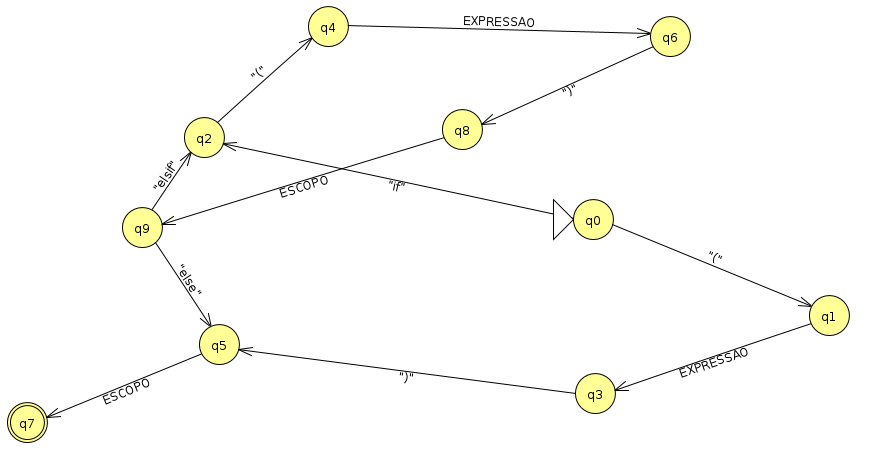 q4
EXPRESSAO
q6
"("
")"
q2
q8
"elsif"
ESCOPO
"if"
q9
q0
"("
"else"
q1
q5
EXPRESSAO
")"
ESCOPO
q3
q7